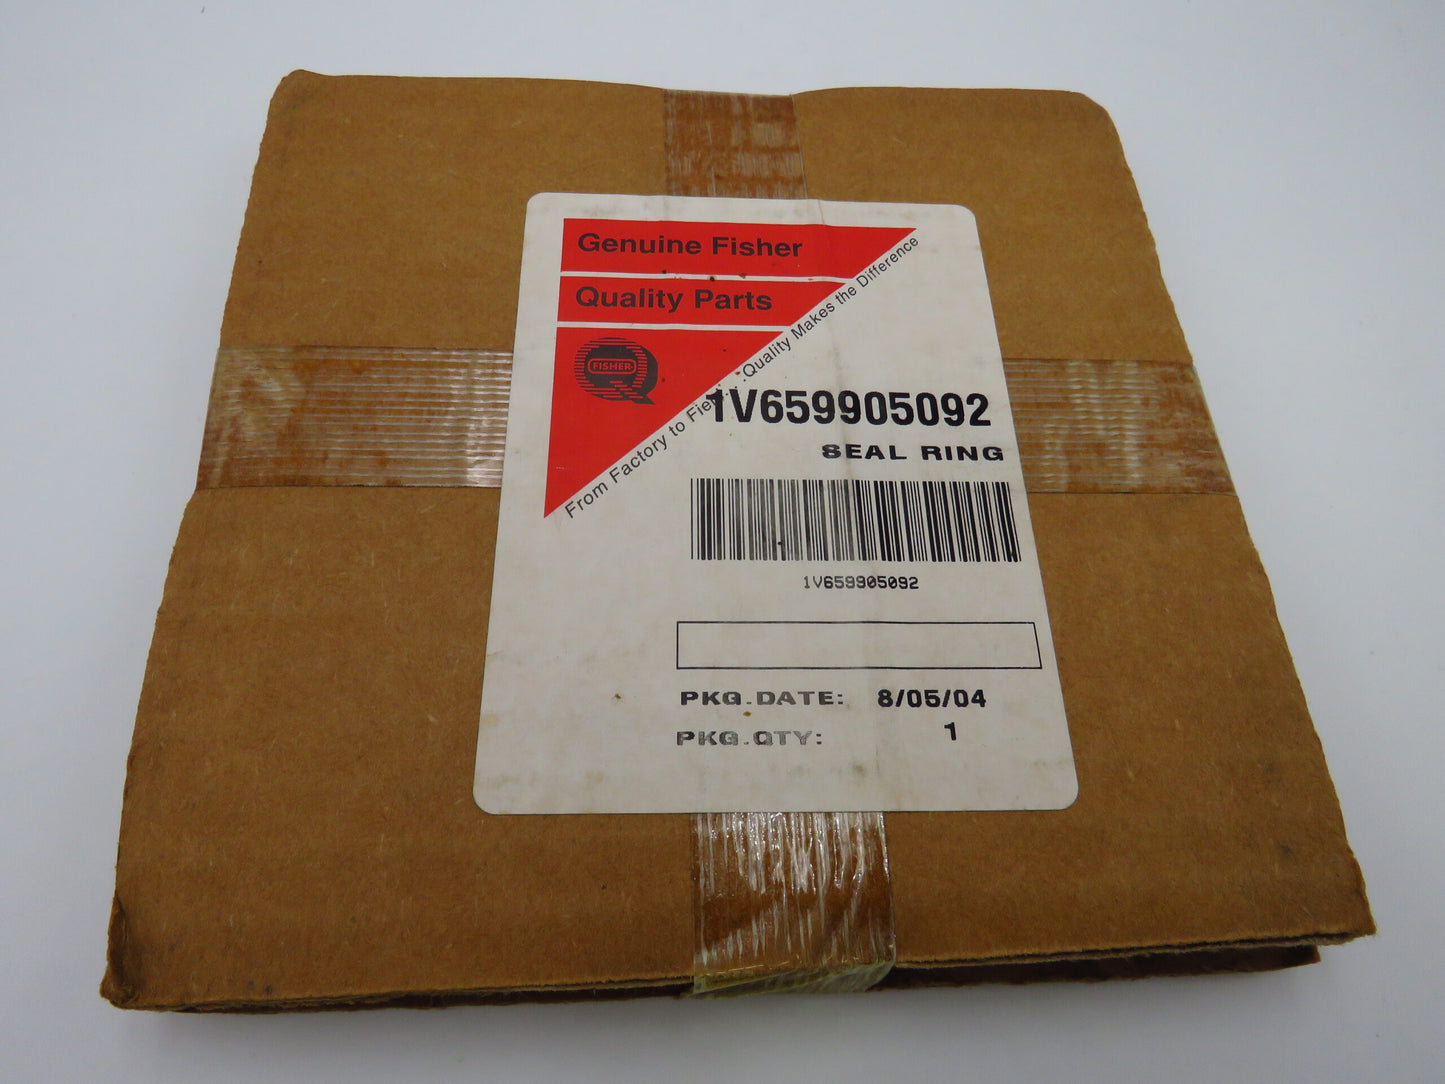 Genuine Fisher
Quality Parts
FISHER
From Factory to Field...Quality Makes the Difference
1V659905092
SEAL RING
1V659905092
PKG.DATE: 8/05/04
PKG.QTY: 1